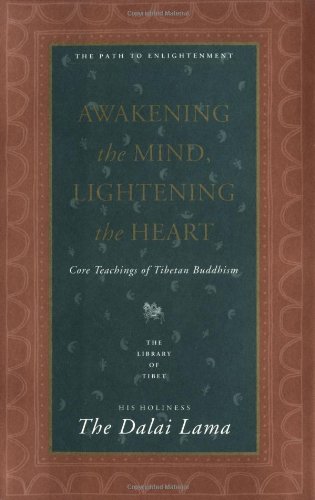 THE PATH TO ENLIGHTENMENT
AWAKENING
the MIND,
LIGHTENING
the HEART
Core Teachings of Tibetan Buddhism
THE
LIBRARY
OF
TIBET
HIS HOLINESS
The Dalai Lama